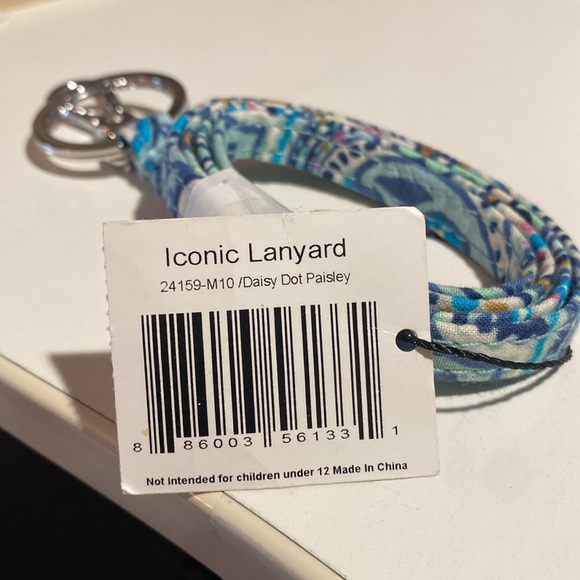 Iconic Lanyard
24159-M10 /Daisy Dot Paisley
8 86003 56133 1
Not Intended for children under 12 Made In China